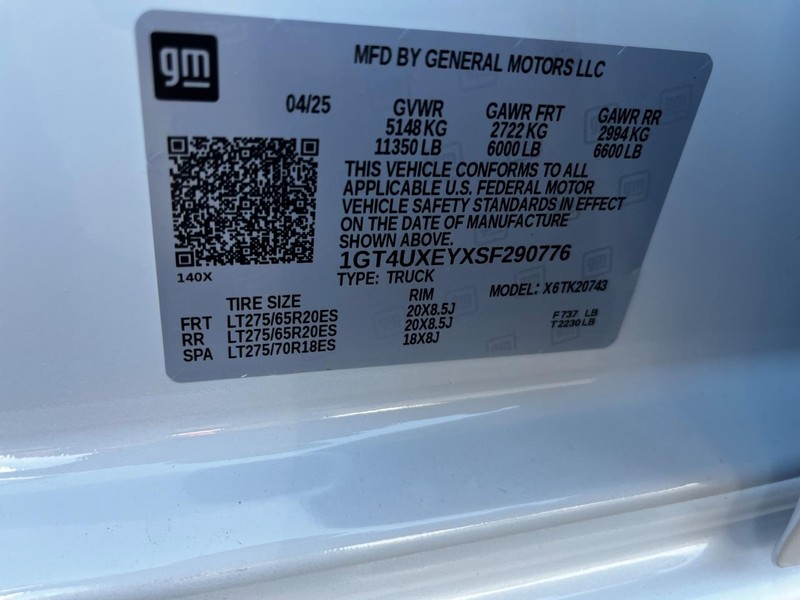 gm
MFD BY GENERAL MOTORS LLC
04/25 GVWR GAWR FRT GAWR RR
5148 KG 2722 KG 2994 KG
11350 LB 6000 LB 6600 LB
THIS VEHICLE CONFORMS TO ALL
APPLICABLE U.S. FEDERAL MOTOR
VEHICLE SAFETY STANDARDS IN EFFECT
ON THE DATE OF MANUFACTURE
SHOWN ABOVE.
1GT4UXEYXSF290776
140X
TYPE: TRUCK MODEL: X6TK20743
TIRE SIZE RIM
FRT LT275/65R20ES 20X8.5J
RR LT275/65R20ES 20X8.5J
SPA LT275/70R18ES 18X8J
F 737 LB
T 2230 LB